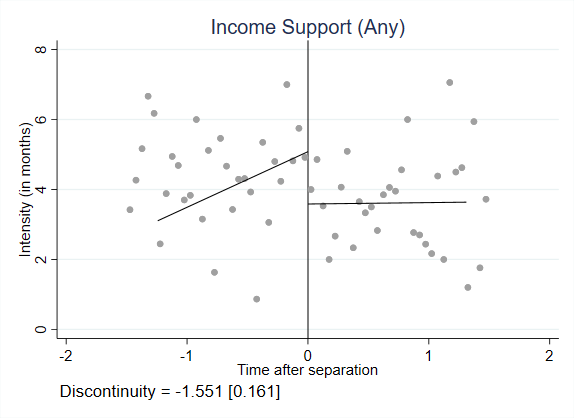 Income Support (Any)
Intensity (in months)
8
6
4
2
0
-2 -1 0 1 2
Time after separation
Discontinuity = -1.551 [0.161]